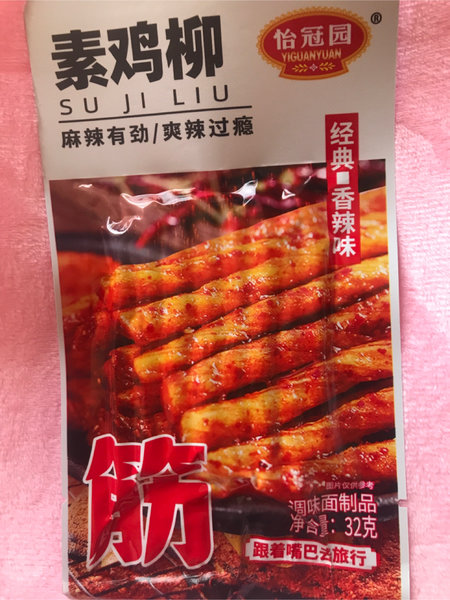 素鸡柳
SU JI LIU
麻辣有劲/爽辣过瘾
怡冠园
®
YIGUANYUAN
经典■香辣味
筋
图片仅供参考
调味面制品
净含量：32克
跟着嘴巴去旅行